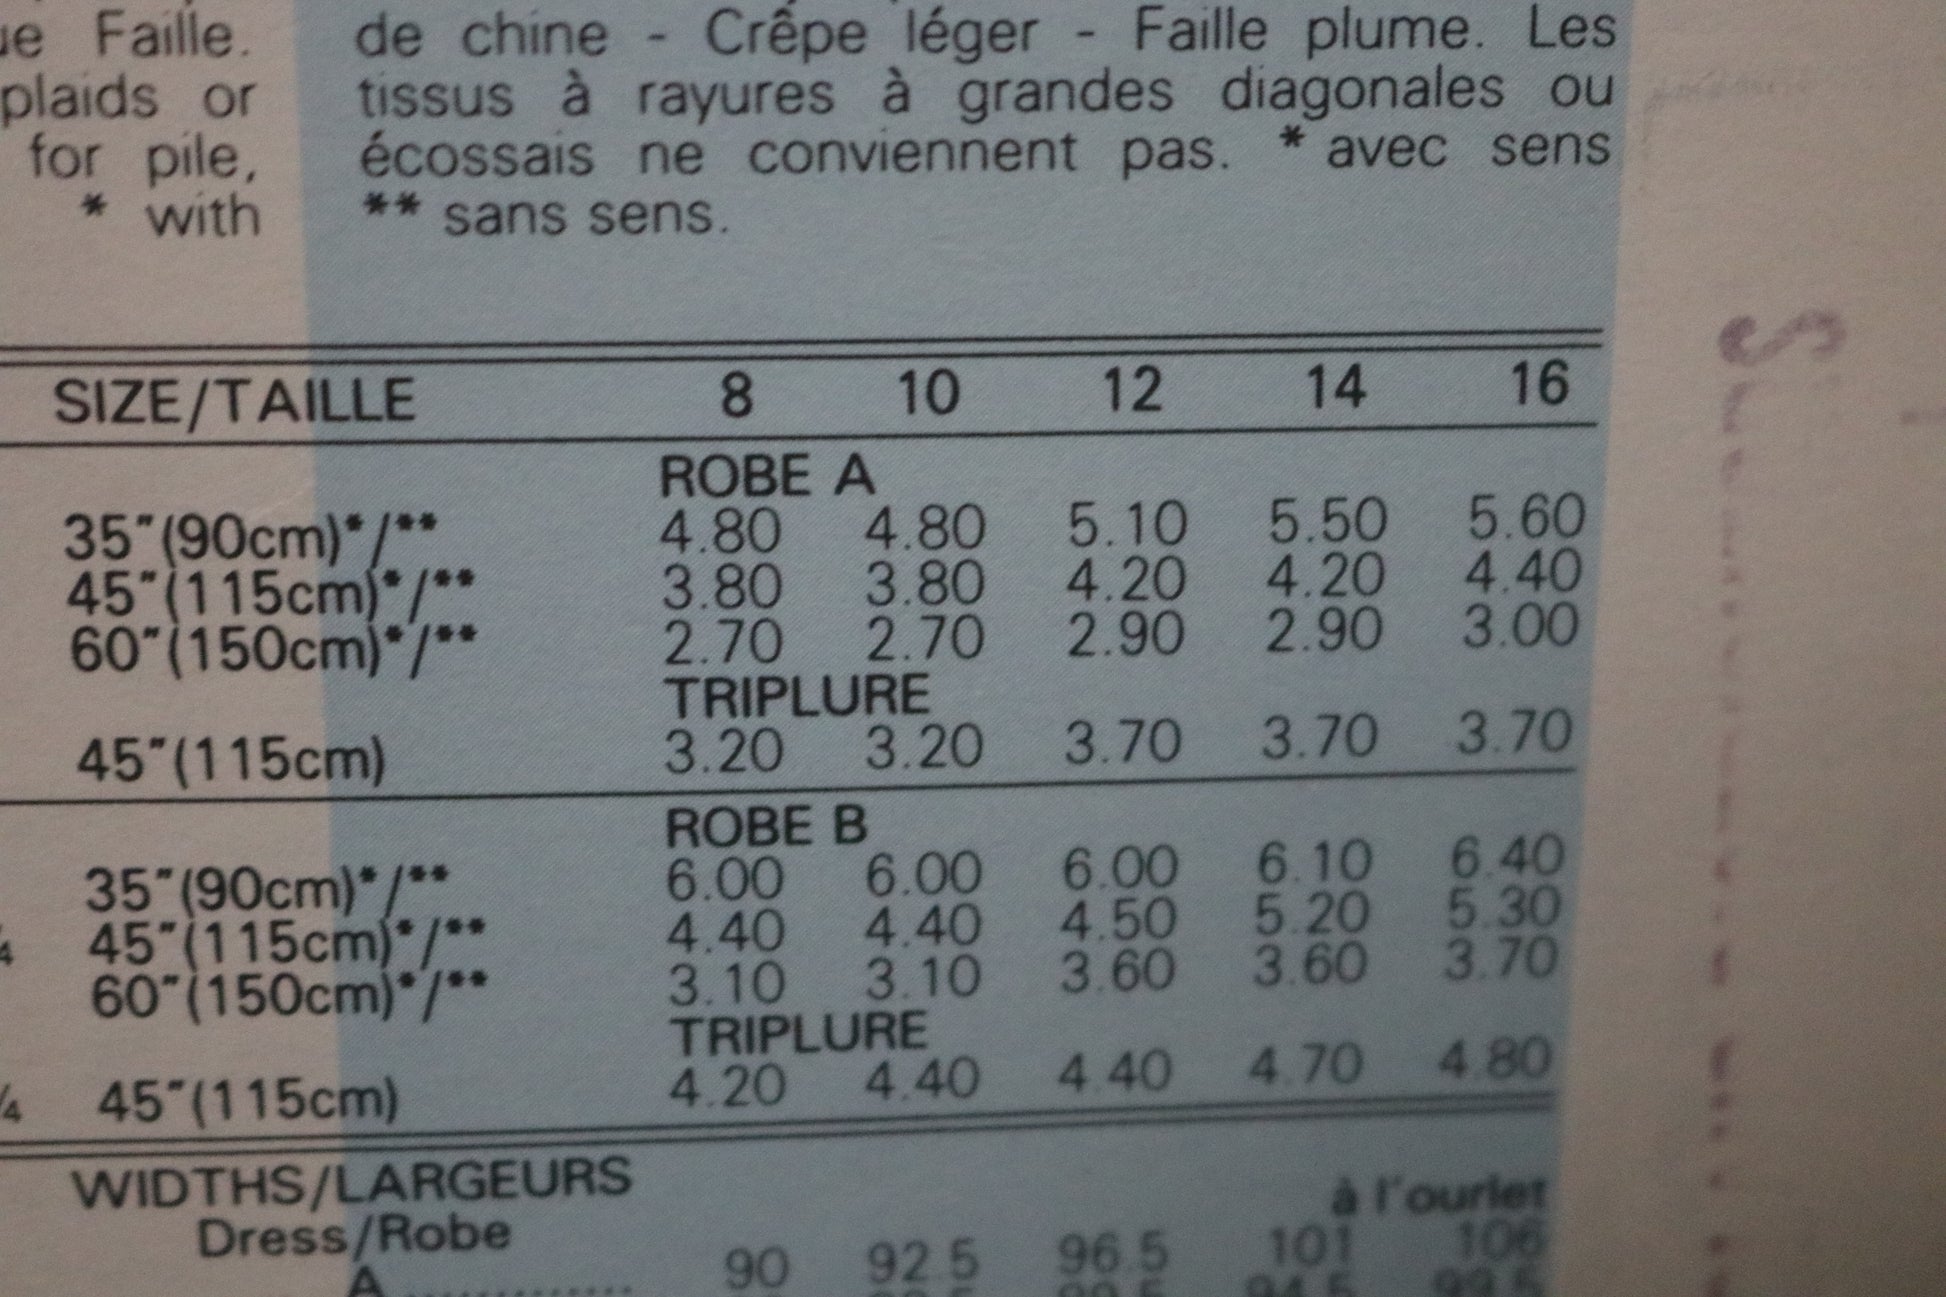 ue Faille.
plaids or
for pile,
* with
de chine - Crêpe léger - Faille plume. Les
tissus à rayures à grandes diagonales ou
écossais ne conviennent pas. * avec sens
** sans sens.
SIZE/TAILLE 8 10 12 14 16
ROBE A
35"(90cm)*/** 4.80 4.80 5.10 5.50 5.60
45"(115cm)*/** 3.80 3.80 4.20 4.20 4.40
60"(150cm)*/** 2.70 2.70 2.90 2.90 3.00
TRIPLURE
45"(115cm) 3.20 3.20 3.70 3.70 3.70
ROBE B
35"(90cm)*/** 6.00 6.00 6.00 6.10 6.40
45"(115cm)*/** 4.40 4.40 4.50 5.20 5.30
60"(150cm)*/** 3.10 3.10 3.60 3.60 3.70
TRIPLURE
45"(115cm) 4.20 4.40 4.40 4.70 4.80
WIDTHS/LARGEURS
à l'ourlet
Dress/Robe
A ............ 90 92.5 96.5 101 106
94.5 99.5